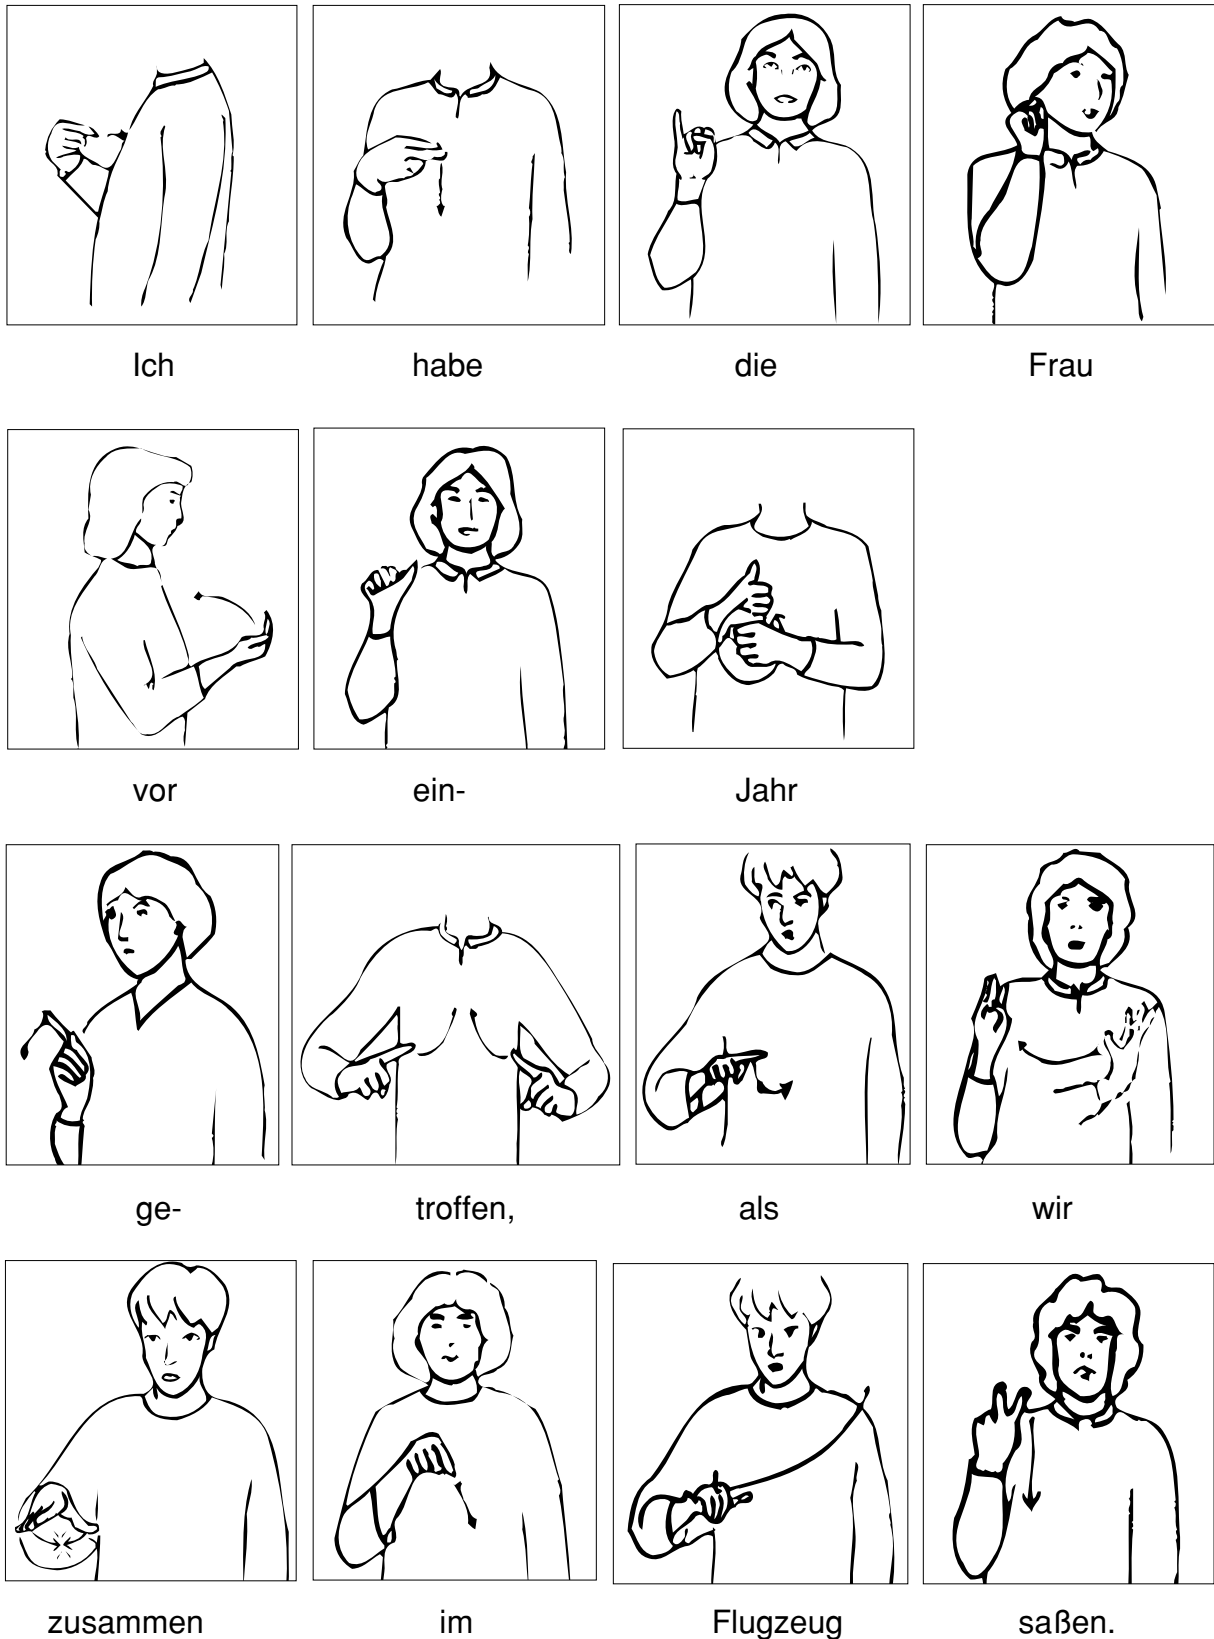 Ich habe die Frau
vor ein- Jahr
ge- troffen, als wir
zusammen im Flugzeug saßen.